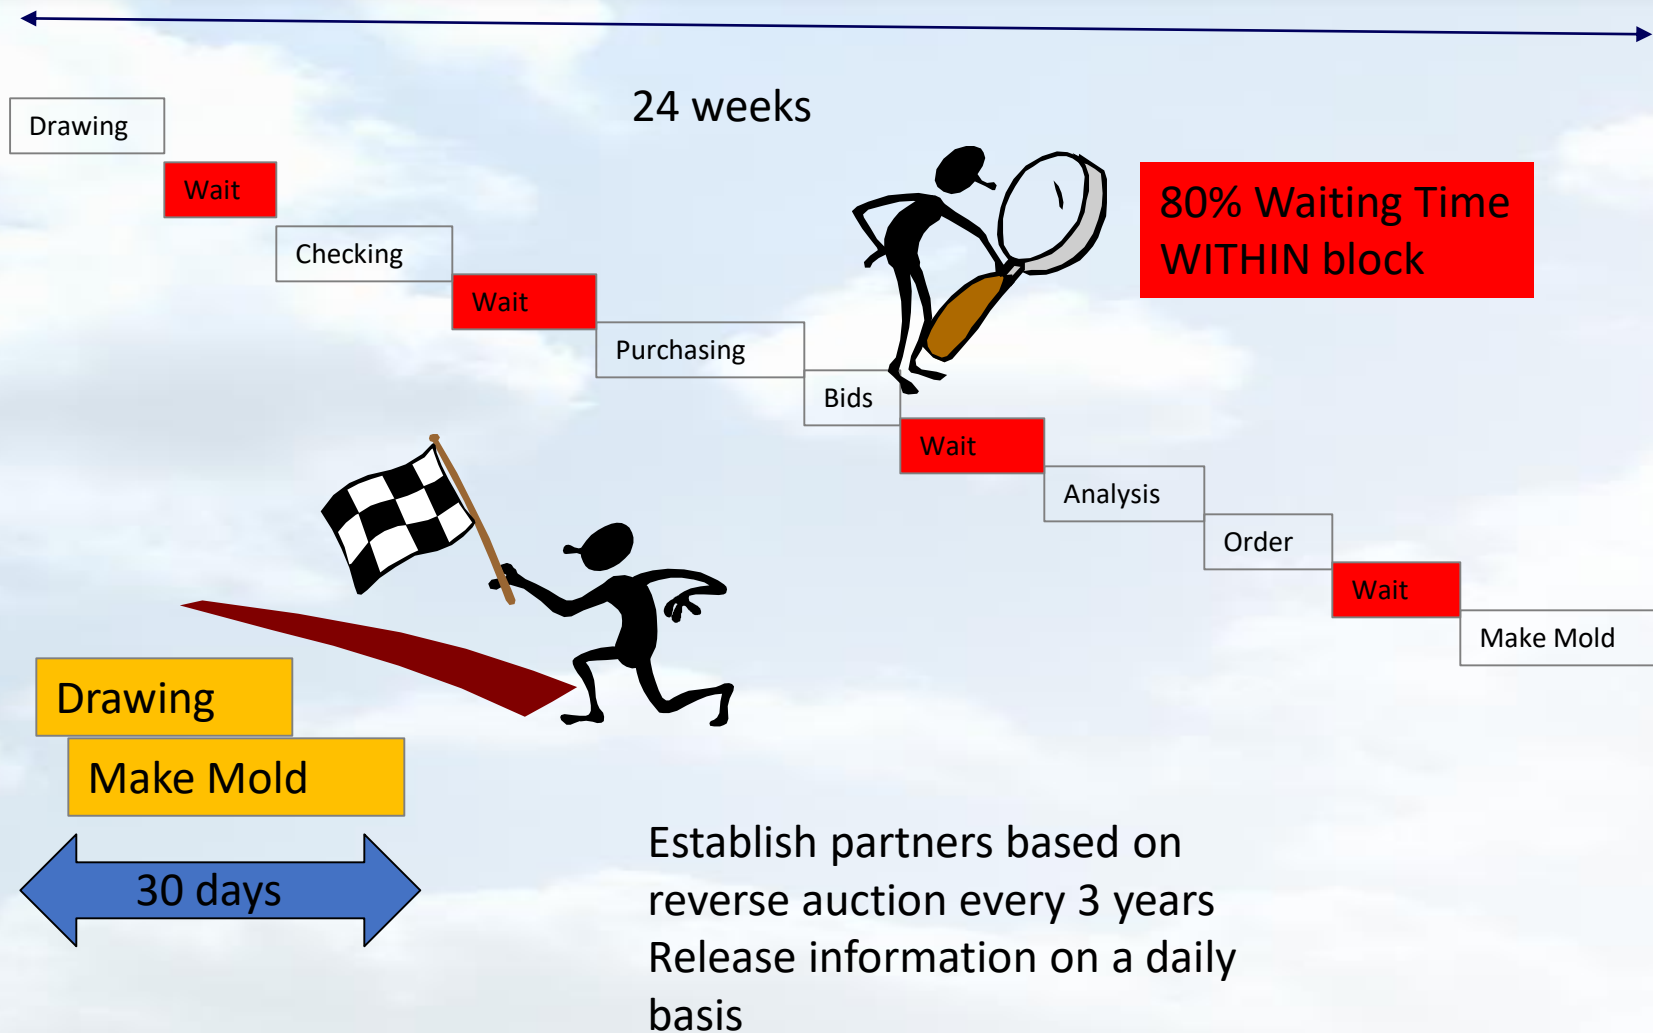 24 weeks
Drawing
Wait
80% Waiting Time
WITHIN block
Checking
Wait
Purchasing
Bids
Wait
Analysis
Order
Wait
Make Mold
Drawing
Make Mold
30 days
Establish partners based on
reverse auction every 3 years
Release information on a daily
basis